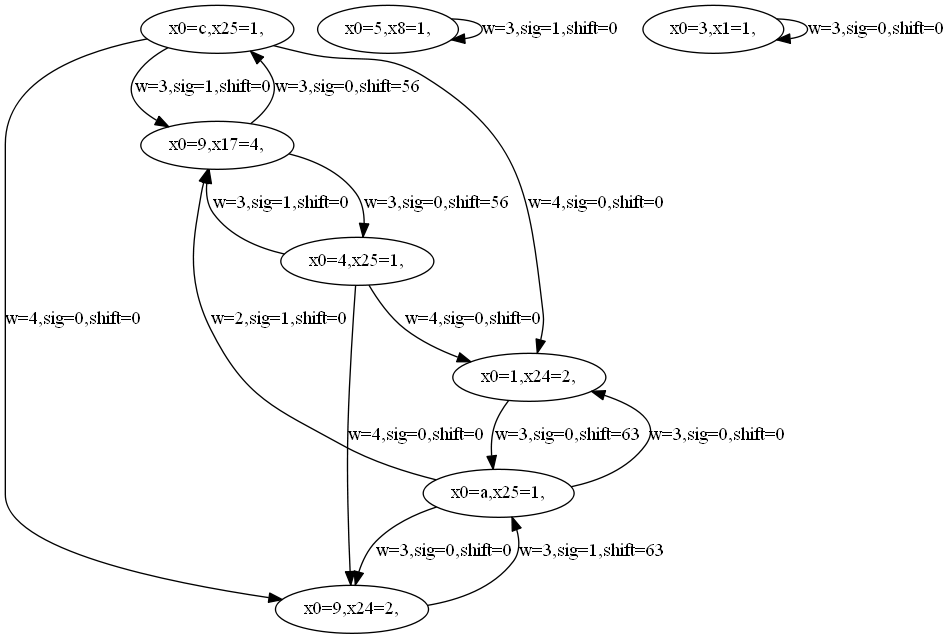 x0=c,x25=1,
x0=5,x8=1,
w=3,sig=1,shift=0
x0=3,x1=1,
w=3,sig=0,shift=0
w=3,sig=1,shift=0
w=3,sig=0,shift=56
x0=9,x17=4,
w=3,sig=1,shift=0
w=3,sig=0,shift=56
w=4,sig=0,shift=0
x0=4,x25=1,
w=4,sig=0,shift=0
w=2,sig=1,shift=0
w=4,sig=0,shift=0
x0=1,x24=2,
w=4,sig=0,shift=0
w=3,sig=0,shift=63
w=3,sig=0,shift=0
x0=a,x25=1,
w=3,sig=0,shift=0
w=3,sig=1,shift=63
x0=9,x24=2,